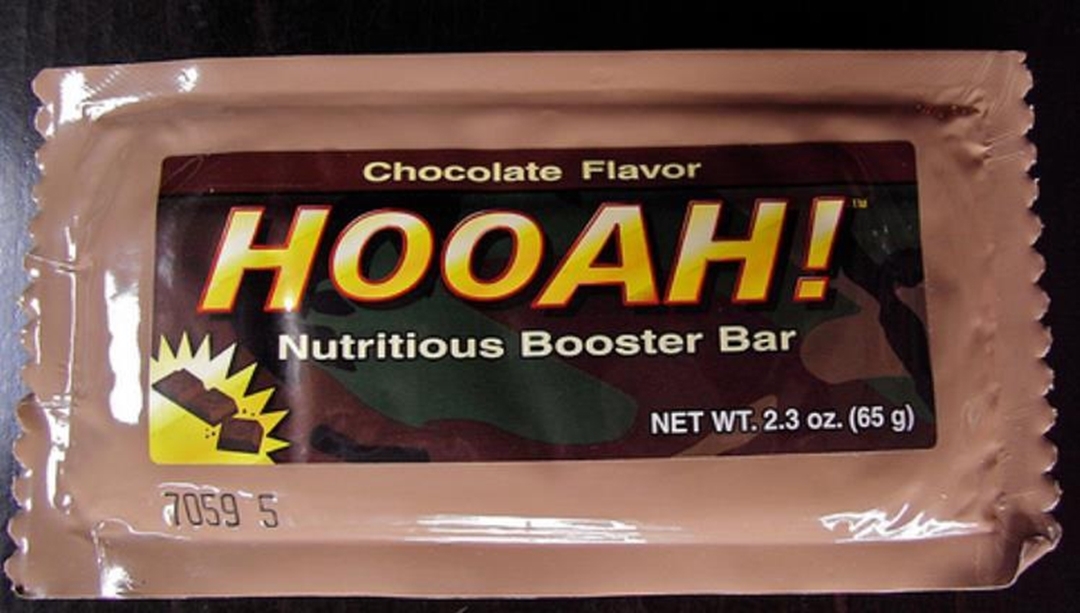 Chocolate Flavor
HOOAH!™
Nutritious Booster Bar
NET WT. 2.3 oz. (65 g)
7059 5